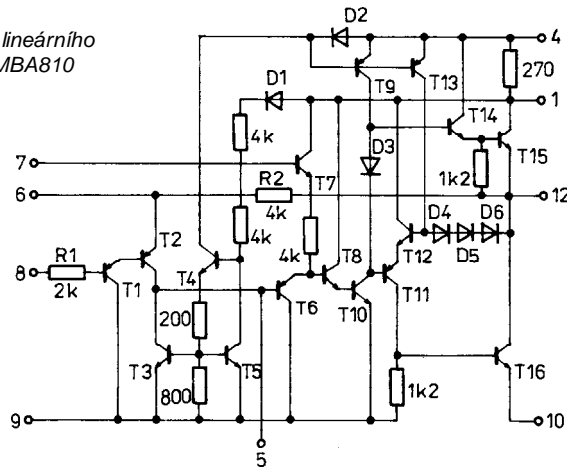 lineárního
MBA810
D2
4
270
D1
T9
T13
1
4k
T14
D3
T15
7
T7
1k2
R2
6
4k
12
T2
4k
4k
D4
D6
D5
R1
T8
T12
8
2k
T1
T4
T6
T10
T11
200
T3
T5
T16
800
1k2
9
5
10